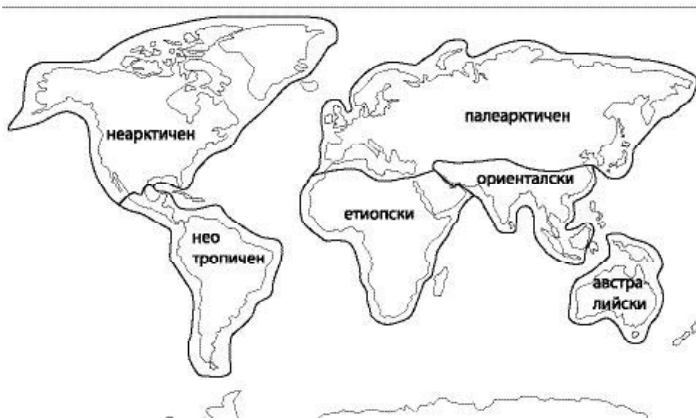 неарктичен
палеарктичен
ориенталски
етиопски
нео
тропичен
австра
лийски